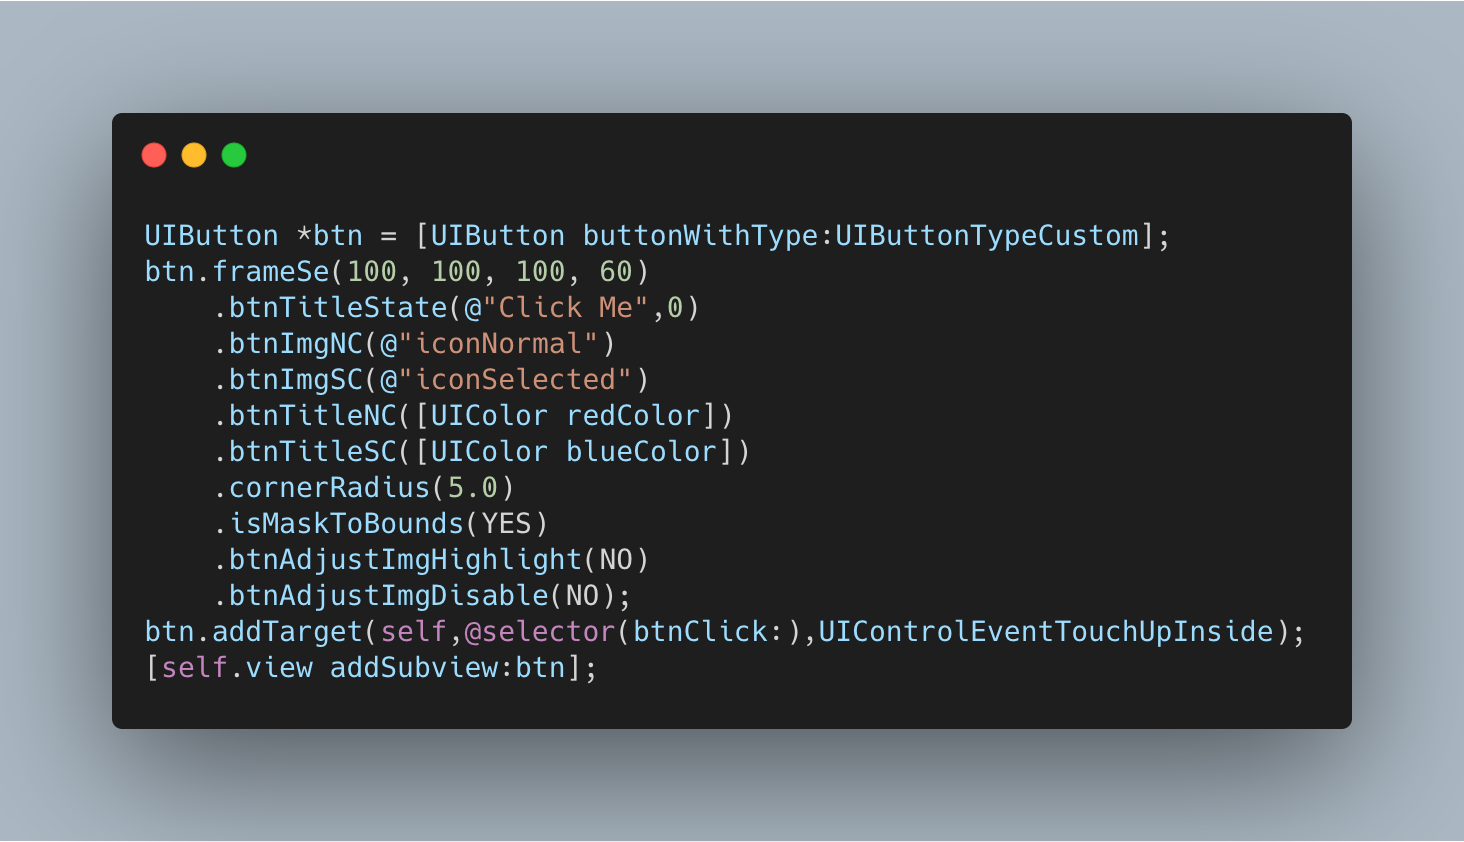 UIButton *btn = [UIButton buttonWithType:UIButtonTypeCustom];
btn.frameSe(100, 100, 100, 60)
    .btnTitleState(@"Click Me",0)
    .btnImgNC(@"iconNormal")
    .btnImgSC(@"iconSelected")
    .btnTitleNC([UIColor redColor])
    .btnTitleSC([UIColor blueColor])
    .cornerRadius(5.0)
    .isMaskToBounds(YES)
    .btnAdjustImgHighlight(NO)
    .btnAdjustImgDisable(NO);
btn.addTarget(self,@selector(btnClick:),UIControlEventTouchUpInside);
[self.view addSubview:btn];